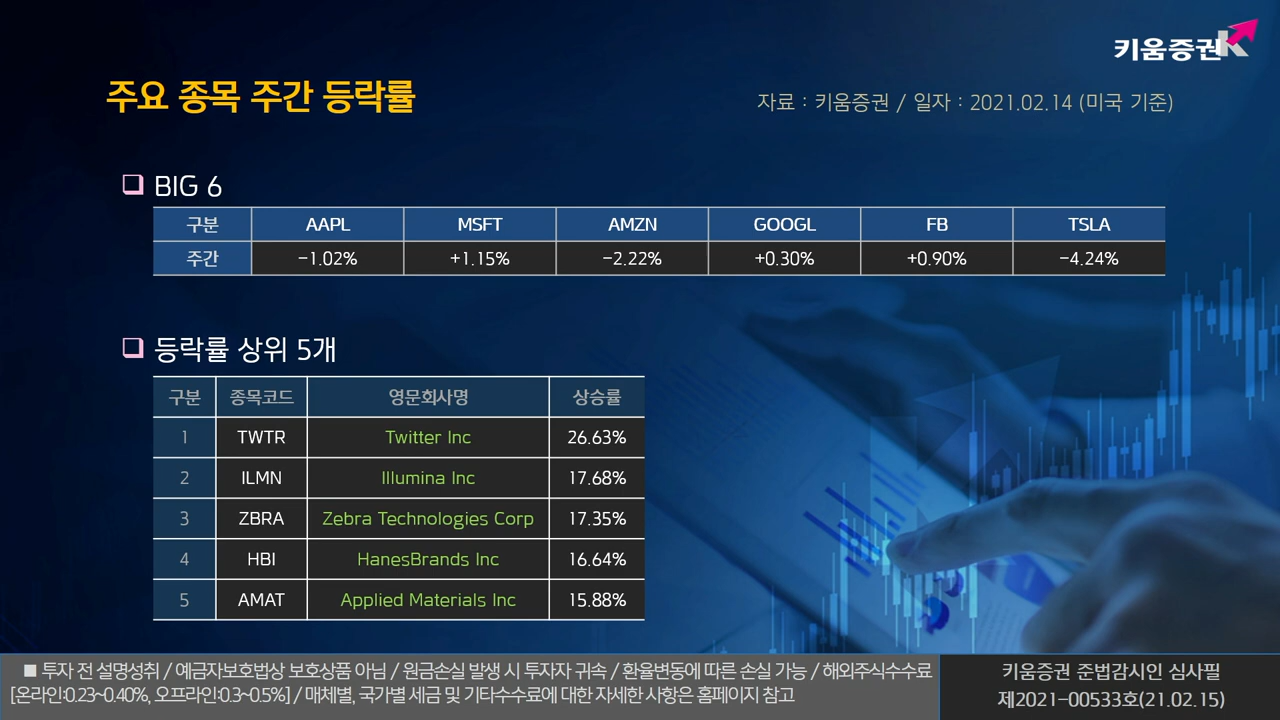 키움증권
주요 종목 주간 등락률
자료 : 키움증권 / 일자 : 2021.02.14 (미국 기준)
❑ BIG 6
구분 AAPL MSFT AMZN GOOGL FB TSLA
주간 -1.02% +1.15% -2.22% +0.30% +0.90% -4.24%
❑ 등락률 상위 5개
구분 종목코드 영문회사명 상승률
1 TWTR Twitter Inc 26.63%
2 ILMN Illumina Inc 17.68%
3 ZBRA Zebra Technologies Corp 17.35%
4 HBI HanesBrands Inc 16.64%
5 AMAT Applied Materials Inc 15.88%
■ 투자 전 설명성취 / 예금자보호법상 보호상품 아님 / 원금손실 발생 시 투자자 귀속 / 환율변동에 따른 손실 가능 / 해외주식수수료
[온라인:0.23~0.40%, 오프라인:0.3~0.5%] / 매체별, 국가별 세금 및 기타수수료에 대한 자세한 사항은 홈페이지 참고
키움증권 준법감시인 심사필
제2021-00533호(21.02.15)